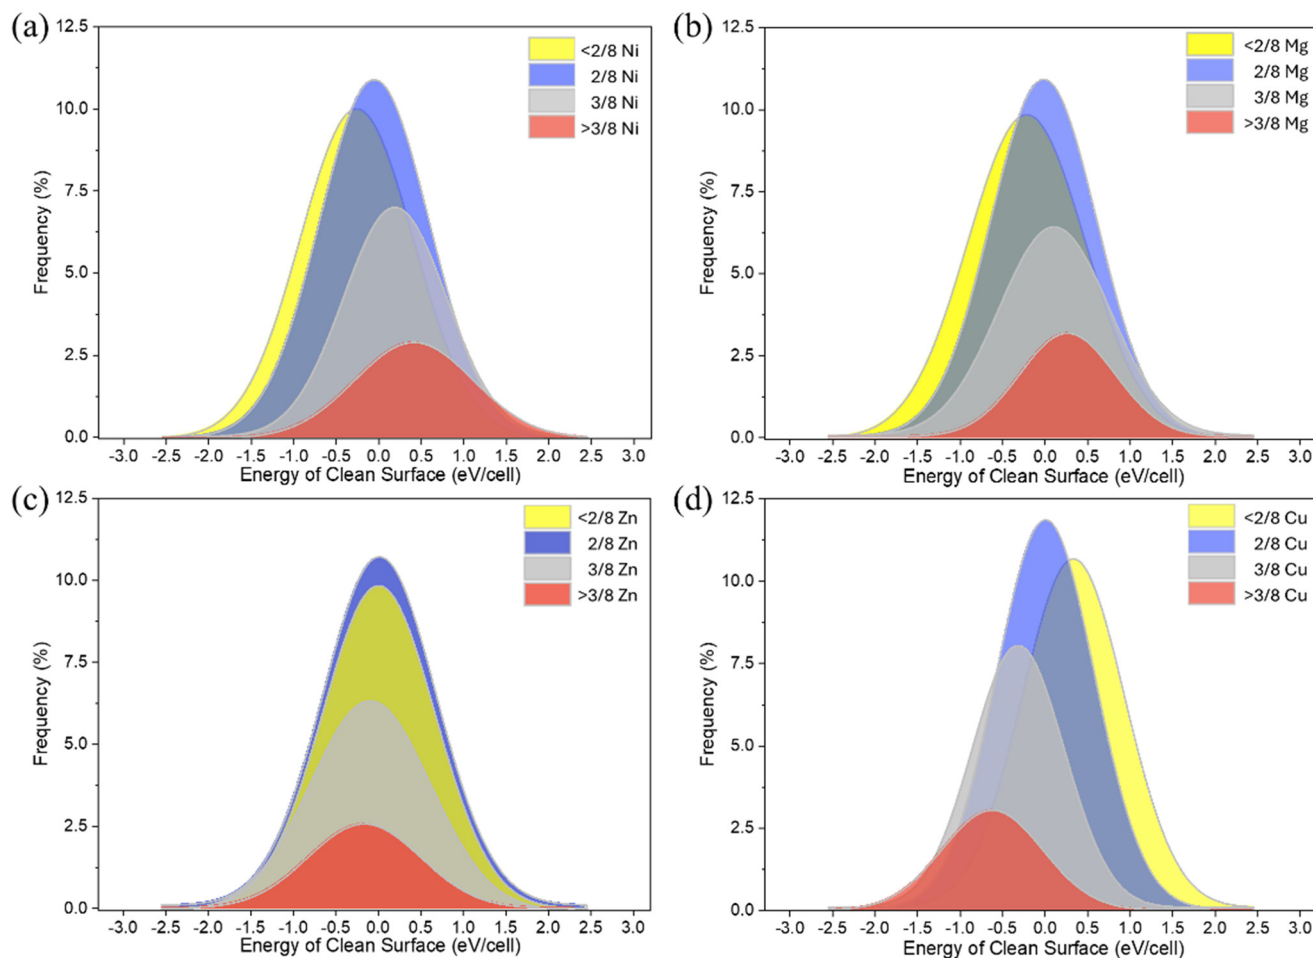 (a)
12.5
10.0
7.5
5.0
2.5
0.0
Frequency (%)
<2/8 Ni
2/8 Ni
3/8 Ni
>3/8 Ni
-3.0 -2.5 -2.0 -1.5 -1.0 -0.5 0.0 0.5 1.0 1.5 2.0 2.5 3.0
Energy of Clean Surface (eV/cell)
(b)
12.5
10.0
7.5
5.0
2.5
0.0
Frequency (%)
<2/8 Mg
2/8 Mg
3/8 Mg
>3/8 Mg
-3.0 -2.5 -2.0 -1.5 -1.0 -0.5 0.0 0.5 1.0 1.5 2.0 2.5 3.0
Energy of Clean Surface (eV/cell)
(c)
12.5
10.0
7.5
5.0
2.5
0.0
Frequency (%)
<2/8 Zn
2/8 Zn
3/8 Zn
>3/8 Zn
-3.0 -2.5 -2.0 -1.5 -1.0 -0.5 0.0 0.5 1.0 1.5 2.0 2.5 3.0
Energy of Clean Surface (eV/cell)
(d)
12.5
10.0
7.5
5.0
2.5
0.0
Frequency (%)
<2/8 Cu
2/8 Cu
3/8 Cu
>3/8 Cu
-3.0 -2.5 -2.0 -1.5 -1.0 -0.5 0.0 0.5 1.0 1.5 2.0 2.5 3.0
Energy of Clean Surface (eV/cell)